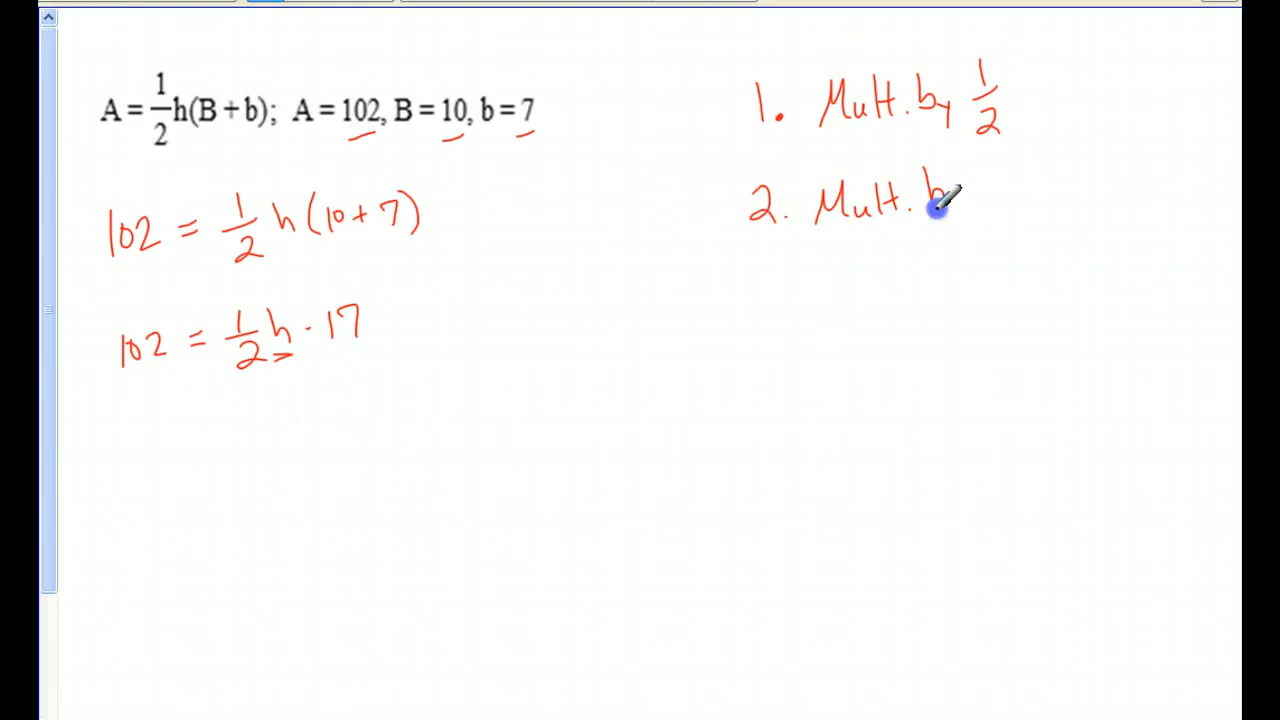 A = 1/2 h(B + b); A = 102, B = 10, b = 7
102 = 1/2 h (10 + 7)
102 = 1/2 h · 17
1. Mult. by 1/2
2. Mult. b